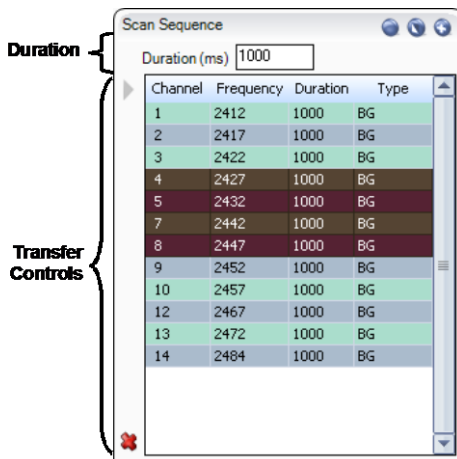 Scan Sequence
Duration
Duration (ms) 1000
Channel Frequency Duration Type
1 2412 1000 BG
2 2417 1000 BG
3 2422 1000 BG
4 2427 1000 BG
5 2432 1000 BG
7 2442 1000 BG
8 2447 1000 BG
9 2452 1000 BG
10 2457 1000 BG
12 2467 1000 BG
13 2472 1000 BG
14 2484 1000 BG
Transfer
Controls